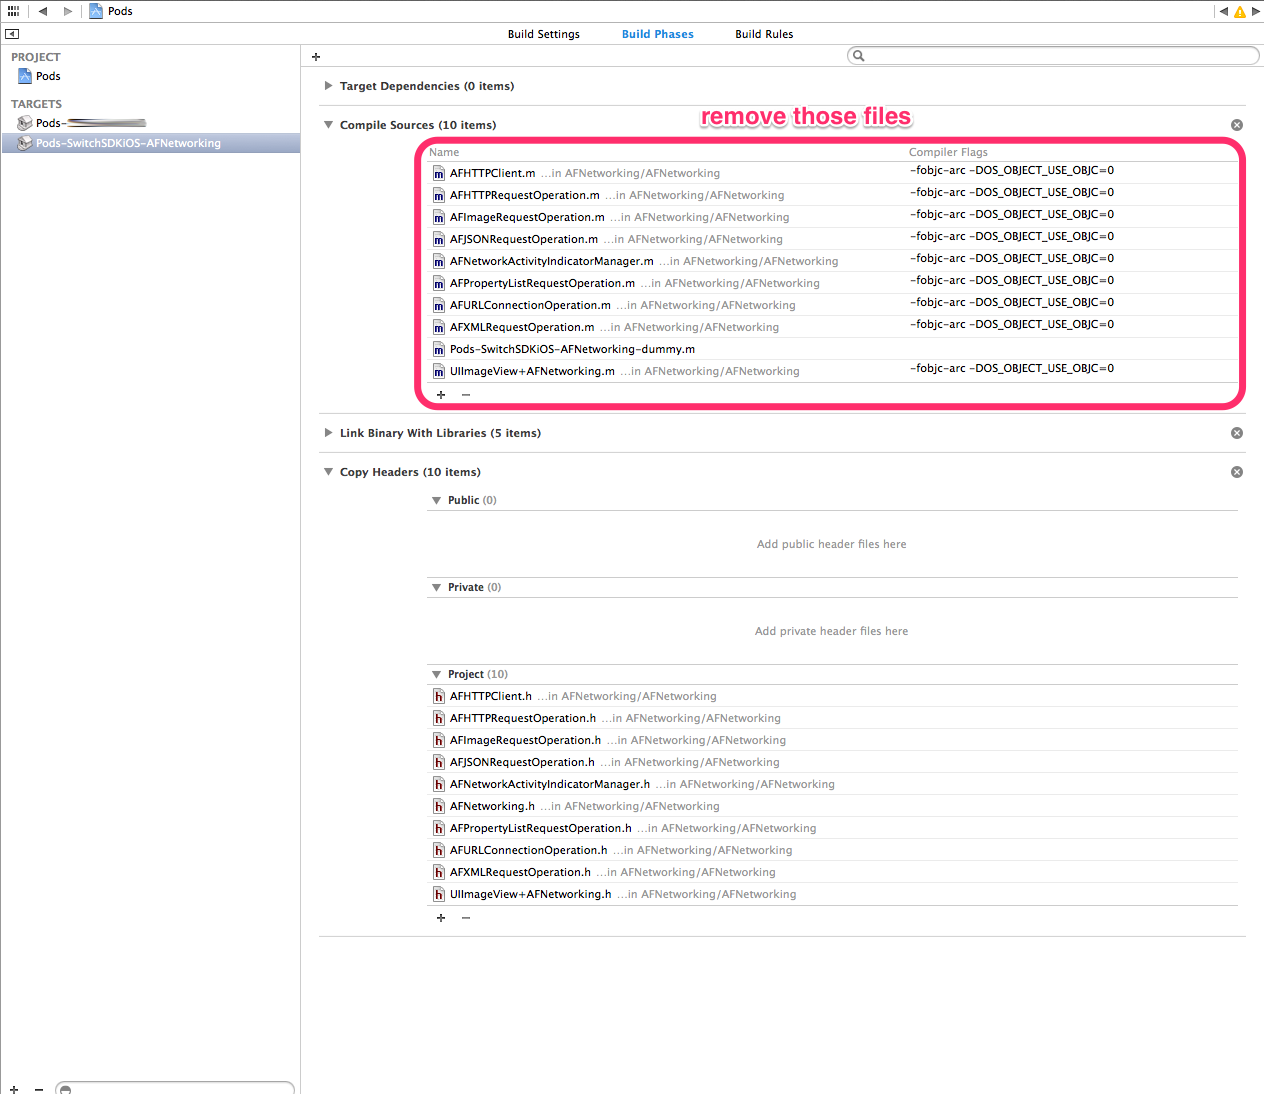 Pods
Build Settings Build Phases Build Rules
PROJECT
Pods
TARGETS
Pods-
Pods-SwitchSDKiOS-AFNetworking
Target Dependencies (0 items)
remove those files
Compile Sources (10 items)
Name Compiler Flags
AFHTTPClient.m ...in AFNetworking/AFNetworking -fobjc-arc -DOS_OBJECT_USE_OBJC=0
AFHTTPRequestOperation.m ...in AFNetworking/AFNetworking -fobjc-arc -DOS_OBJECT_USE_OBJC=0
AFImageRequestOperation.m ...in AFNetworking/AFNetworking -fobjc-arc -DOS_OBJECT_USE_OBJC=0
AFJSONRequestOperation.m ...in AFNetworking/AFNetworking -fobjc-arc -DOS_OBJECT_USE_OBJC=0
AFNetworkActivityIndicatorManager.m ...in AFNetworking/AFNetworking -fobjc-arc -DOS_OBJECT_USE_OBJC=0
AFPropertyListRequestOperation.m ...in AFNetworking/AFNetworking -fobjc-arc -DOS_OBJECT_USE_OBJC=0
AFURLConnectionOperation.m ...in AFNetworking/AFNetworking -fobjc-arc -DOS_OBJECT_USE_OBJC=0
AFXMLRequestOperation.m ...in AFNetworking/AFNetworking -fobjc-arc -DOS_OBJECT_USE_OBJC=0
Pods-SwitchSDKiOS-AFNetworking-dummy.m
UIImageView+AFNetworking.m ...in AFNetworking/AFNetworking -fobjc-arc -DOS_OBJECT_USE_OBJC=0
Link Binary With Libraries (5 items)
Copy Headers (10 items)
Public (0)
Add public header files here
Private (0)
Add private header files here
Project (10)
AFHTTPClient.h ...in AFNetworking/AFNetworking
AFHTTPRequestOperation.h ...in AFNetworking/AFNetworking
AFImageRequestOperation.h ...in AFNetworking/AFNetworking
AFJSONRequestOperation.h ...in AFNetworking/AFNetworking
AFNetworkActivityIndicatorManager.h ...in AFNetworking/AFNetworking
AFNetworking.h ...in AFNetworking/AFNetworking
AFPropertyListRequestOperation.h ...in AFNetworking/AFNetworking
AFURLConnectionOperation.h ...in AFNetworking/AFNetworking
AFXMLRequestOperation.h ...in AFNetworking/AFNetworking
UIImageView+AFNetworking.h ...in AFNetworking/AFNetworking